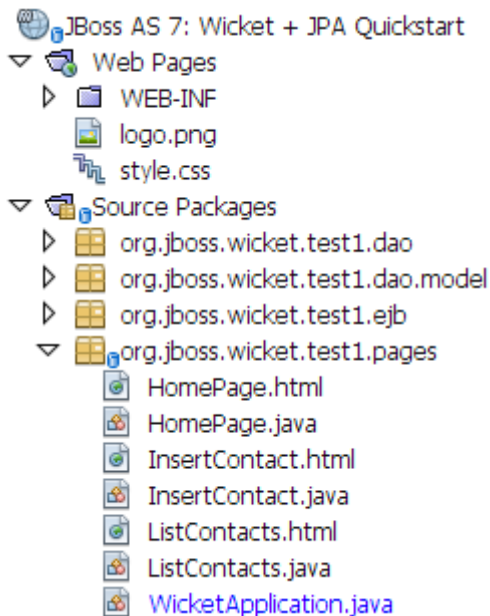 JBoss AS 7: Wicket + JPA Quickstart
Web Pages
WEB-INF
logo.png
style.css
Source Packages
org.jboss.wicket.test1.dao
org.jboss.wicket.test1.dao.model
org.jboss.wicket.test1.ejb
org.jboss.wicket.test1.pages
HomePage.html
HomePage.java
InsertContact.html
InsertContact.java
ListContacts.html
ListContacts.java
WicketApplication.java